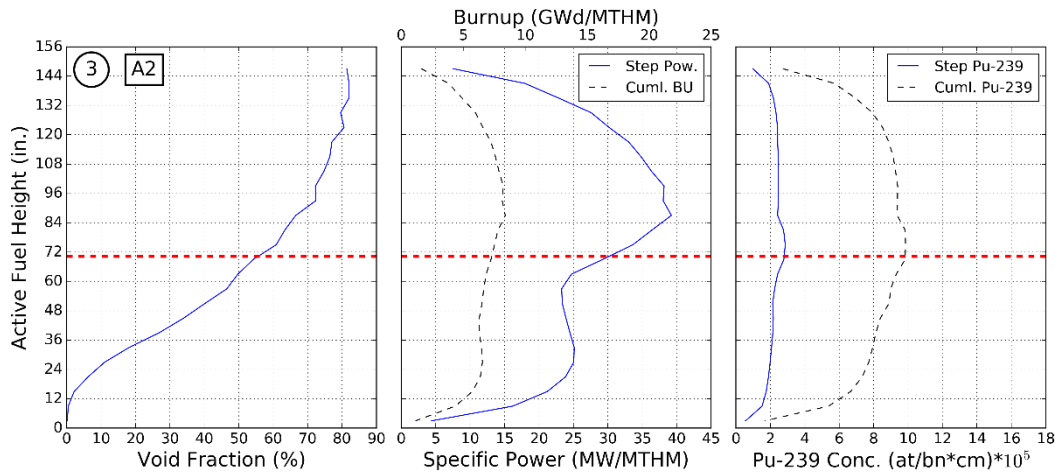 Burnup (GWd/MTHM)
0 5 10 15 20 25
3 A2
Step Pow.
Cuml. BU
Step Pu-239
Cuml. Pu-239
Active Fuel Height (in.)
156
144
132
120
108
96
84
72
60
48
36
24
12
0
0 10 20 30 40 50 60 70 80 90
0 5 10 15 20 25 30 35 40 45
0 2 4 6 8 10 12 14 16 18
Void Fraction (%)
Specific Power (MW/MTHM)
Pu-239 Conc. (at/bn*cm)*10⁵